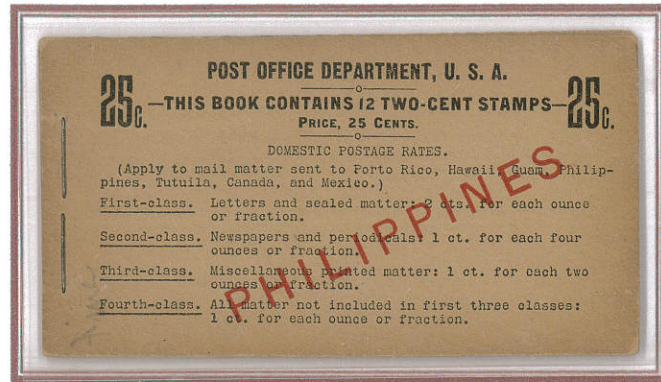 POST OFFICE DEPARTMENT, U. S. A.
25c. —THIS BOOK CONTAINS 12 TWO-CENT STAMPS— 25c.
PRICE, 25 CENTS.
DOMESTIC POSTAGE RATES.
(Apply to mail matter sent to Porto Rico, Hawaii, Guam, Philip-
pines, Tutuila, Canada, and Mexico.)
First-class. Letters and sealed matter: 2 cts. for each ounce
or fraction.
Second-class. Newspapers and periodicals: 1 ct. for each four
ounces or fraction.
Third-class. Miscellaneous printed matter: 1 ct. for each two
ounces or fraction.
Fourth-class. All matter not included in first three classes:
1 ct. for each ounce or fraction.
PHILIPPINES